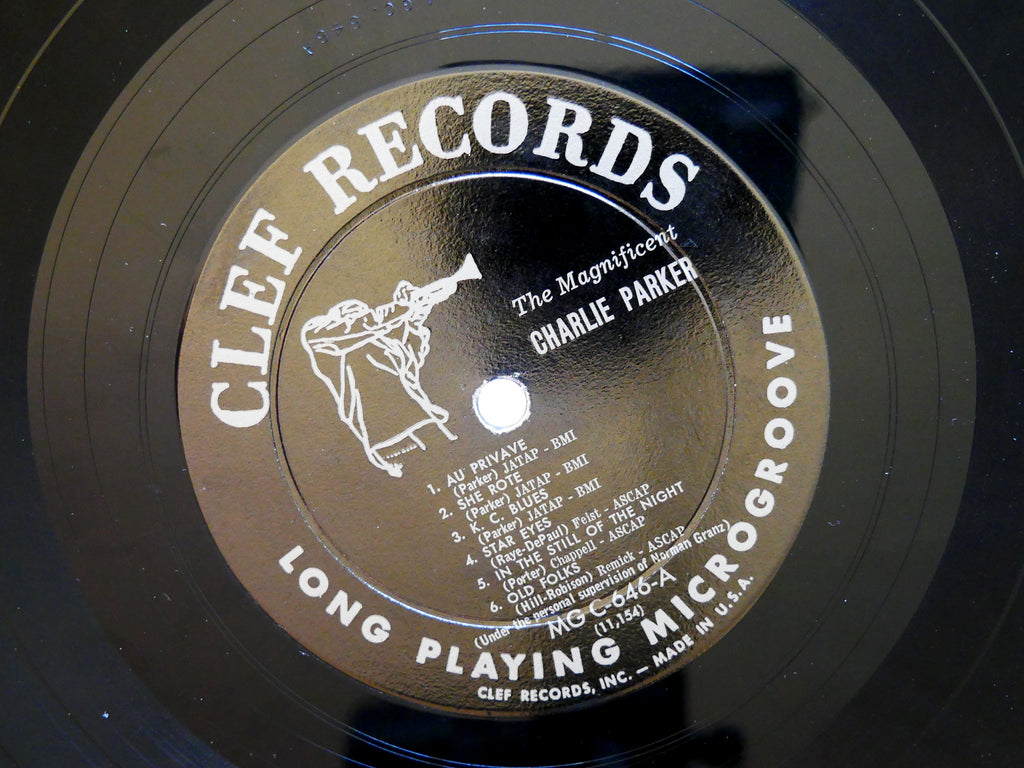 CLEF RECORDS
The Magnificent
CHARLIE PARKER
1. AU PRIVAVE
(Parker) JATAP - BMI
2. SHE ROTE
(Parker) JATAP - BMI
3. K. C. BLUES
(Parker) JATAP - BMI
4. STAR EYES
(Raye-DePaul) Feist - ASCAP
5. IN THE STILL OF THE NIGHT
(Porter) Chappell - ASCAP
6. OLD FOLKS
(Hill-Robison) Remick - ASCAP
(Under the personal supervision of Norman Granz)
MG C-646-A
(11,154)
LONG PLAYING MICROGROOVE
CLEF RECORDS, INC. — MADE IN U.S.A.